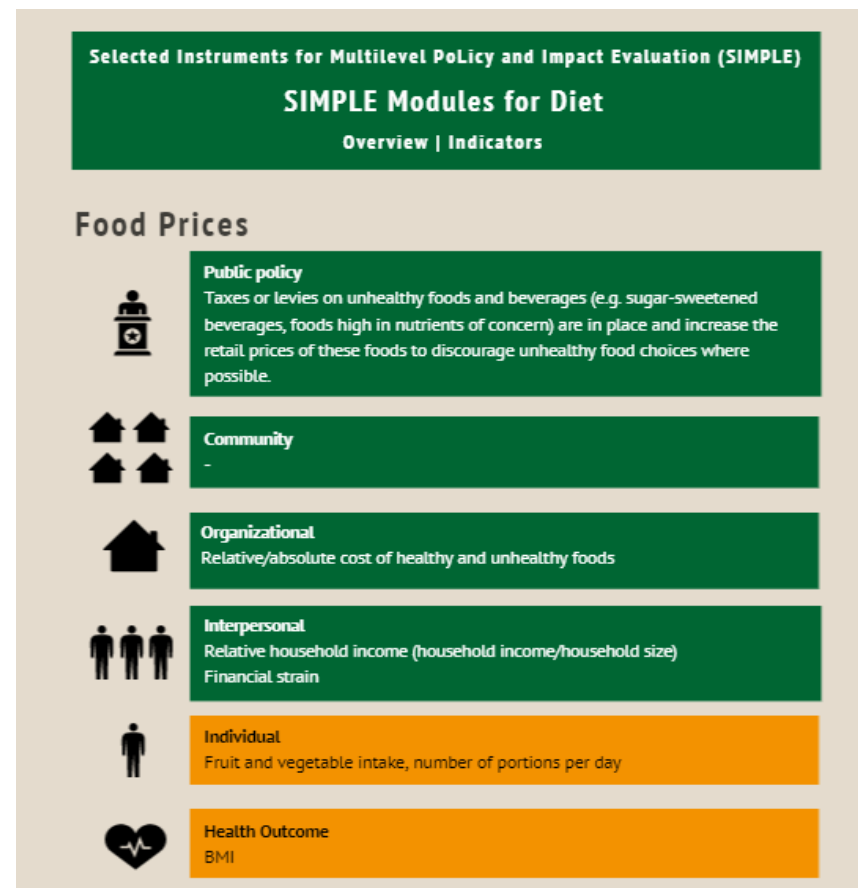 Selected Instruments for Multilevel PoLicy and Impact Evaluation (SIMPLE)
SIMPLE Modules for Diet
Overview | Indicators
Food Prices
Public policy
Taxes or levies on unhealthy foods and beverages (e.g. sugar-sweetened
beverages, foods high in nutrients of concern) are in place and increase the
retail prices of these foods to discourage unhealthy food choices where
possible.
Community
-
Organizational
Relative/absolute cost of healthy and unhealthy foods
Interpersonal
Relative household income (household income/household size)
Financial strain
Individual
Fruit and vegetable intake, number of portions per day
Health Outcome
BMI